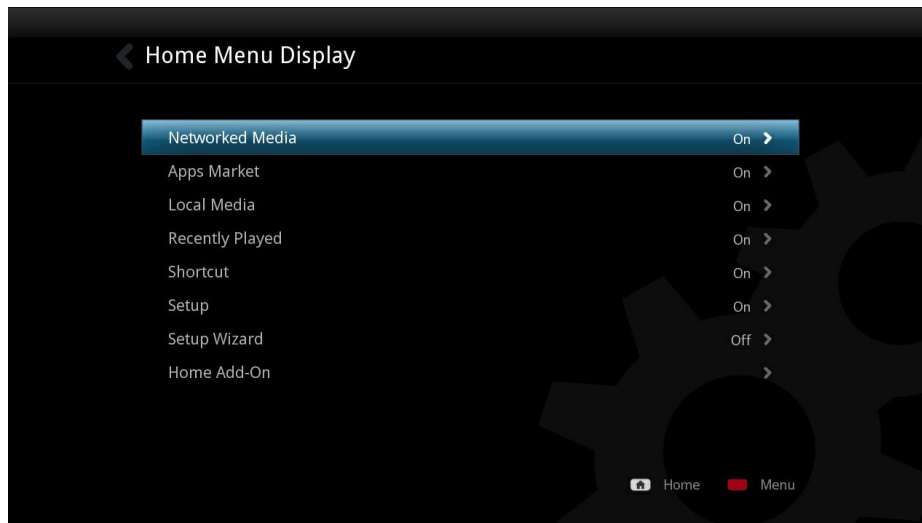 Home Menu Display
Networked Media On
Apps Market On
Local Media On
Recently Played On
Shortcut On
Setup On
Setup Wizard Off
Home Add-On
Home Menu